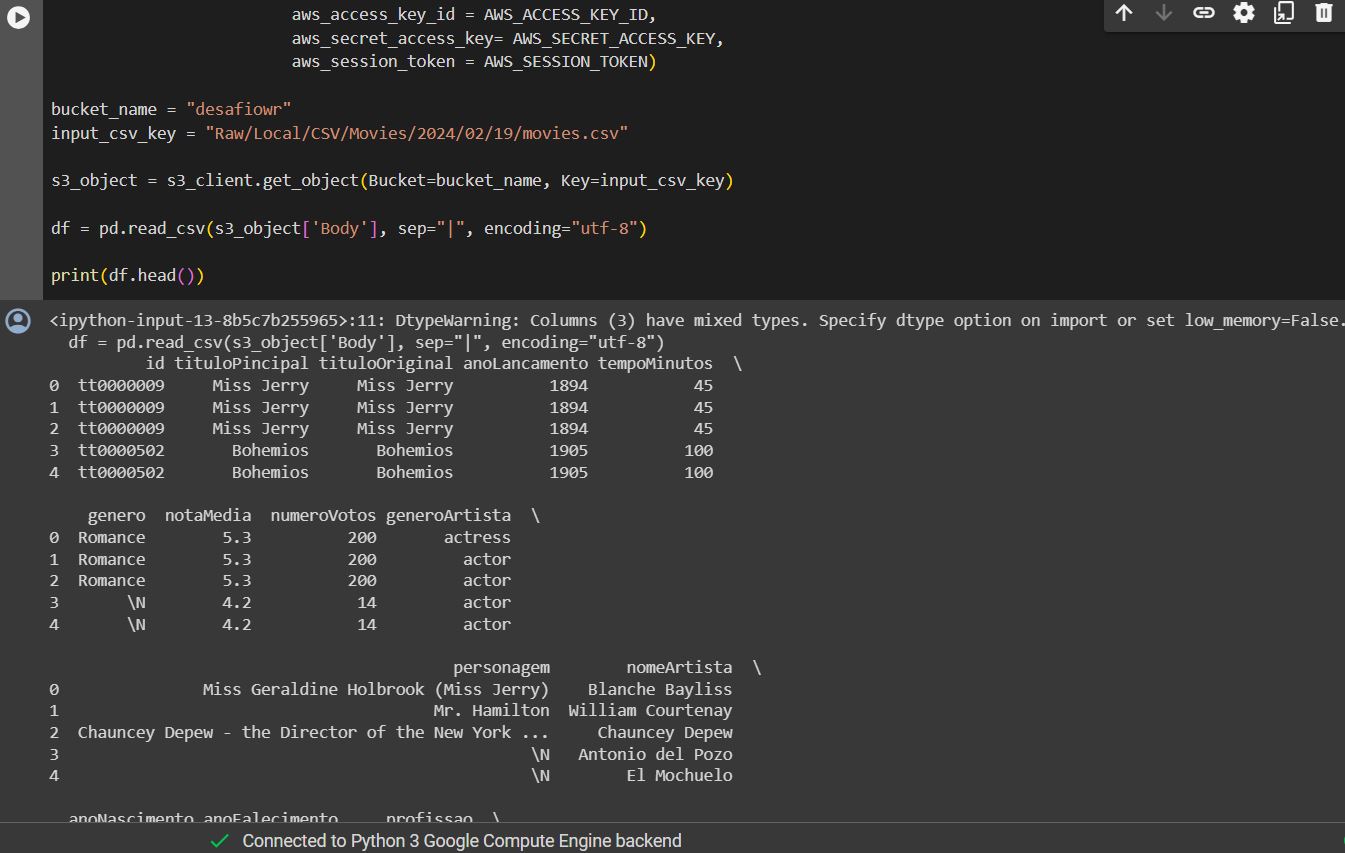 aws_access_key_id = AWS_ACCESS_KEY_ID,
aws_secret_access_key= AWS_SECRET_ACCESS_KEY,
aws_session_token = AWS_SESSION_TOKEN)
bucket_name = "desafiowr"
input_csv_key = "Raw/Local/CSV/Movies/2024/02/19/movies.csv"
s3_object = s3_client.get_object(Bucket=bucket_name, Key=input_csv_key)
df = pd.read_csv(s3_object['Body'], sep="|", encoding="utf-8")
print(df.head())
<ipython-input-13-8b5c7b255965>:11: DtypeWarning: Columns (3) have mixed types. Specify dtype option on import or set low_memory=False.
df = pd.read_csv(s3_object['Body'], sep="|", encoding="utf-8")
id tituloPincipal tituloOriginal anoLancamento tempoMinutos \
0 tt0000009 Miss Jerry Miss Jerry 1894 45
1 tt0000009 Miss Jerry Miss Jerry 1894 45
2 tt0000009 Miss Jerry Miss Jerry 1894 45
3 tt0000502 Bohemios Bohemios 1905 100
4 tt0000502 Bohemios Bohemios 1905 100
genero notaMedia numeroVotos generoArtista \
0 Romance 5.3 200 actress
1 Romance 5.3 200 actor
2 Romance 5.3 200 actor
3 \N 4.2 14 actor
4 \N 4.2 14 actor
personagem nomeArtista \
0 Miss Geraldine Holbrook (Miss Jerry) Blanche Bayliss
1 Mr. Hamilton William Courtenay
2 Chauncey Depew - the Director of the New York ... Chauncey Depew
3 \N Antonio del Pozo
4 \N El Mochuelo
anoNascimento anoFalecimento profissao \
Connected to Python 3 Google Compute Engine backend